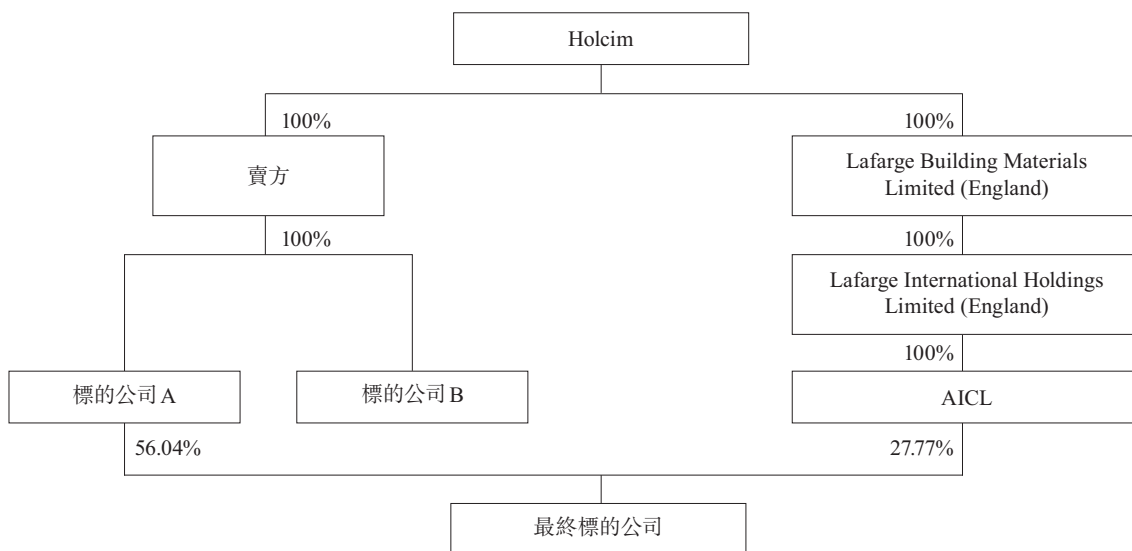 Holcim
100%
100%
賣方
Lafarge Building Materials
Limited (England)
100%
100%
Lafarge International Holdings
Limited (England)
100%
標的公司A
標的公司B
AICL
56.04%
27.77%
最終標的公司